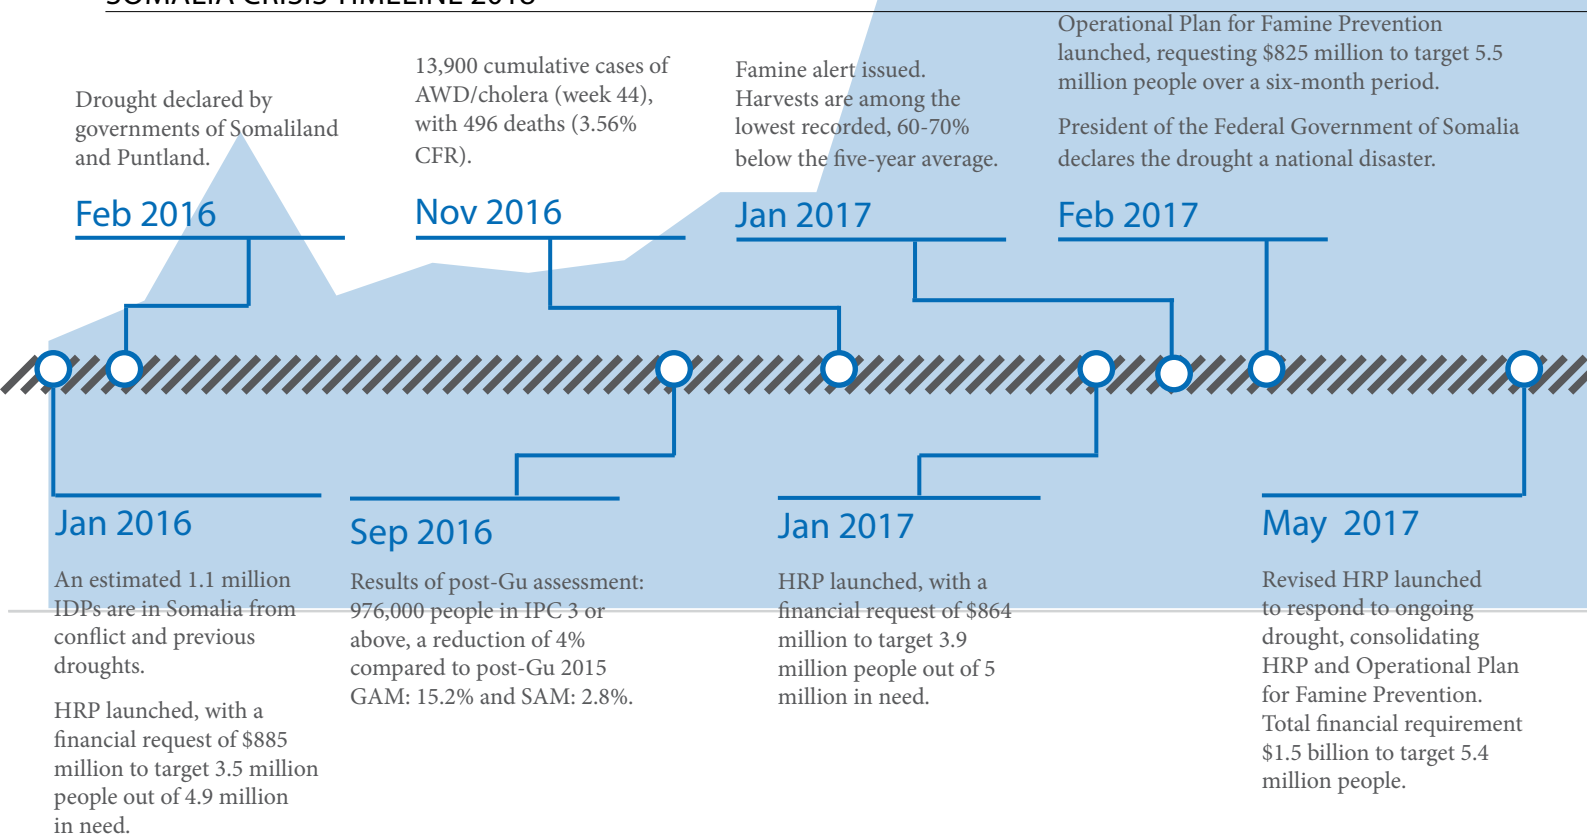 SOMALIA CRISIS TIMELINE 2018
Drought declared by
governments of Somaliland
and Puntland.
Feb 2016
13,900 cumulative cases of
AWD/cholera (week 44),
with 496 deaths (3.56%
CFR).
Nov 2016
Famine alert issued.
Harvests are among the
lowest recorded, 60-70%
below the five-year average.
Jan 2017
Operational Plan for Famine Prevention
launched, requesting $825 million to target 5.5
million people over a six-month period.
President of the Federal Government of Somalia
declares the drought a national disaster.
Feb 2017
Jan 2016
An estimated 1.1 million
IDPs are in Somalia from
conflict and previous
droughts.
HRP launched, with a
financial request of $885
million to target 3.5 million
people out of 4.9 million
in need.
Sep 2016
Results of post-Gu assessment:
976,000 people in IPC 3 or
above, a reduction of 4%
compared to post-Gu 2015
GAM: 15.2% and SAM: 2.8%.
Jan 2017
HRP launched, with a
financial request of $864
million to target 3.9
million people out of 5
million in need.
May 2017
Revised HRP launched
to respond to ongoing
drought, consolidating
HRP and Operational Plan
for Famine Prevention.
Total financial requirement
$1.5 billion to target 5.4
million people.